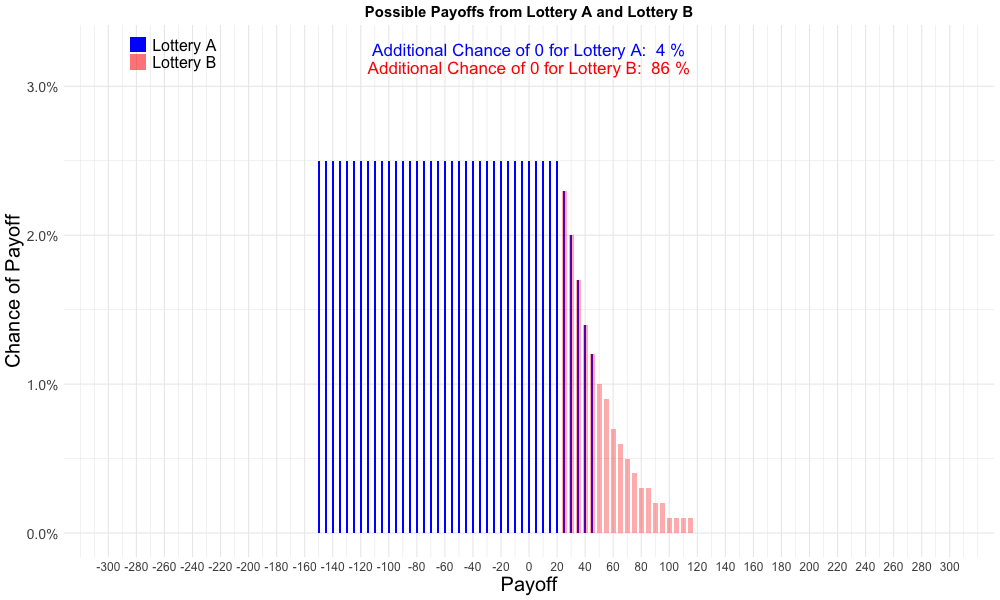 Possible Payoffs from Lottery A and Lottery B
Lottery A
Lottery B
Additional Chance of 0 for Lottery A:  4 %
Additional Chance of 0 for Lottery B:  86 %
Chance of Payoff
3.0%
2.0%
1.0%
0.0%
-300 -280 -260 -240 -220 -200 -180 -160 -140 -120 -100 -80 -60 -40 -20 0 20 40 60 80 100 120 140 160 180 200 220 240 260 280 300
Payoff